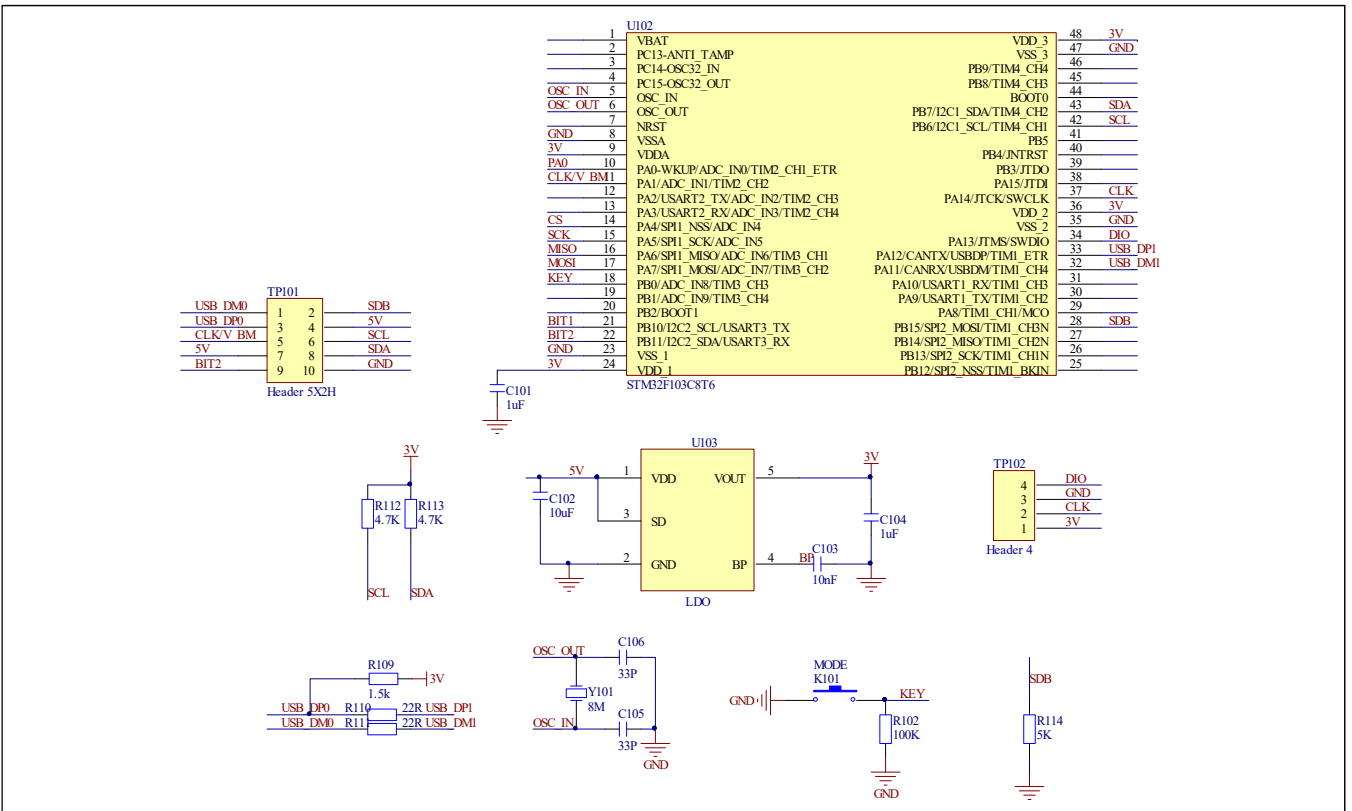 U102
1 VBAT
2 PC13-ANTI_TAMP
3 PC14-OSC32_IN
4 PC15-OSC32_OUT
OSC_IN 5 OSC_IN
OSC_OUT 6 OSC_OUT
7 NRST
GND 8 VSSA
3V 9 VDDA
PA0 10 PA0-WKUP/ADC_IN0/TIM2_CH1_ETR
CLK/V_BM 11 PA1/ADC_IN1/TIM2_CH2
12 PA2/USART2_TX/ADC_IN2/TIM2_CH3
13 PA3/USART2_RX/ADC_IN3/TIM2_CH4
CS 14 PA4/SPI1_NSS/ADC_IN4
SCK 15 PA5/SPI1_SCK/ADC_IN5
MISO 16 PA6/SPI1_MISO/ADC_IN6/TIM3_CH1
MOSI 17 PA7/SPI1_MOSI/ADC_IN7/TIM3_CH2
KEY 18 PB0/ADC_IN8/TIM3_CH3
19 PB1/ADC_IN9/TIM3_CH4
20 PB2/BOOT1
BIT1 21 PB10/I2C2_SCL/USART3_TX
BIT2 22 PB11/I2C2_SDA/USART3_RX
GND 23 VSS_1
3V 24 VDD_1
VDD_3 48 3V
VSS_3 47 GND
PB9/TIM4_CH4 46
PB8/TIM4_CH3 45
BOOT0 44
PB7/I2C1_SDA/TIM4_CH2 43 SDA
PB6/I2C1_SCL/TIM4_CH1 42 SCL
PB5 41
PB4/JNTRST 40
PB3/JTDO 39
PA15/JTDI 38
PA14/JTCK/SWCLK 37 CLK
VDD_2 36 3V
VSS_2 35 GND
PA13/JTMS/SWDIO 34 DIO
PA12/CANTX/USBDP/TIM1_ETR 33 USB_DP1
PA11/CANRX/USBDM/TIM1_CH4 32 USB_DM1
PA10/USART1_RX/TIM1_CH3 31
PA9/USART1_TX/TIM1_CH2 30
PA8/TIM1_CH1/MCO 29
PB15/SPI2_MOSI/TIM1_CH3N 28 SDB
PB14/SPI2_MISO/TIM1_CH2N 27
PB13/SPI2_SCK/TIM1_CH1N 26
PB12/SPI2_NSS/TIM1_BKIN 25
STM32F103C8T6
C101
1uF
TP101
USB_DM0 1 2 SDB
USB_DP0 3 4 5V
CLK/V_BM 5 6 SCL
5V 7 8 SDA
BIT2 9 10 GND
Header 5X2H
3V
R112 R113
4.7K 4.7K
SCL SDA
U103
5V 1 VDD VOUT 5 3V
C102
10uF
3 SD
C104
1uF
2 GND BP 4 BP
C103
10nF
LDO
TP102
4 DIO
3 GND
2 CLK
1 3V
Header 4
R109
3V
1.5k
USB_DP0 R110 22R USB_DP1
USB_DM0 R111 22R USB_DM1
C106
OSC_OUT
33P
Y101
8M
C105
OSC_IN
33P
GND
MODE
K101
GND KEY
R102
100K
GND
SDB
R114
5K